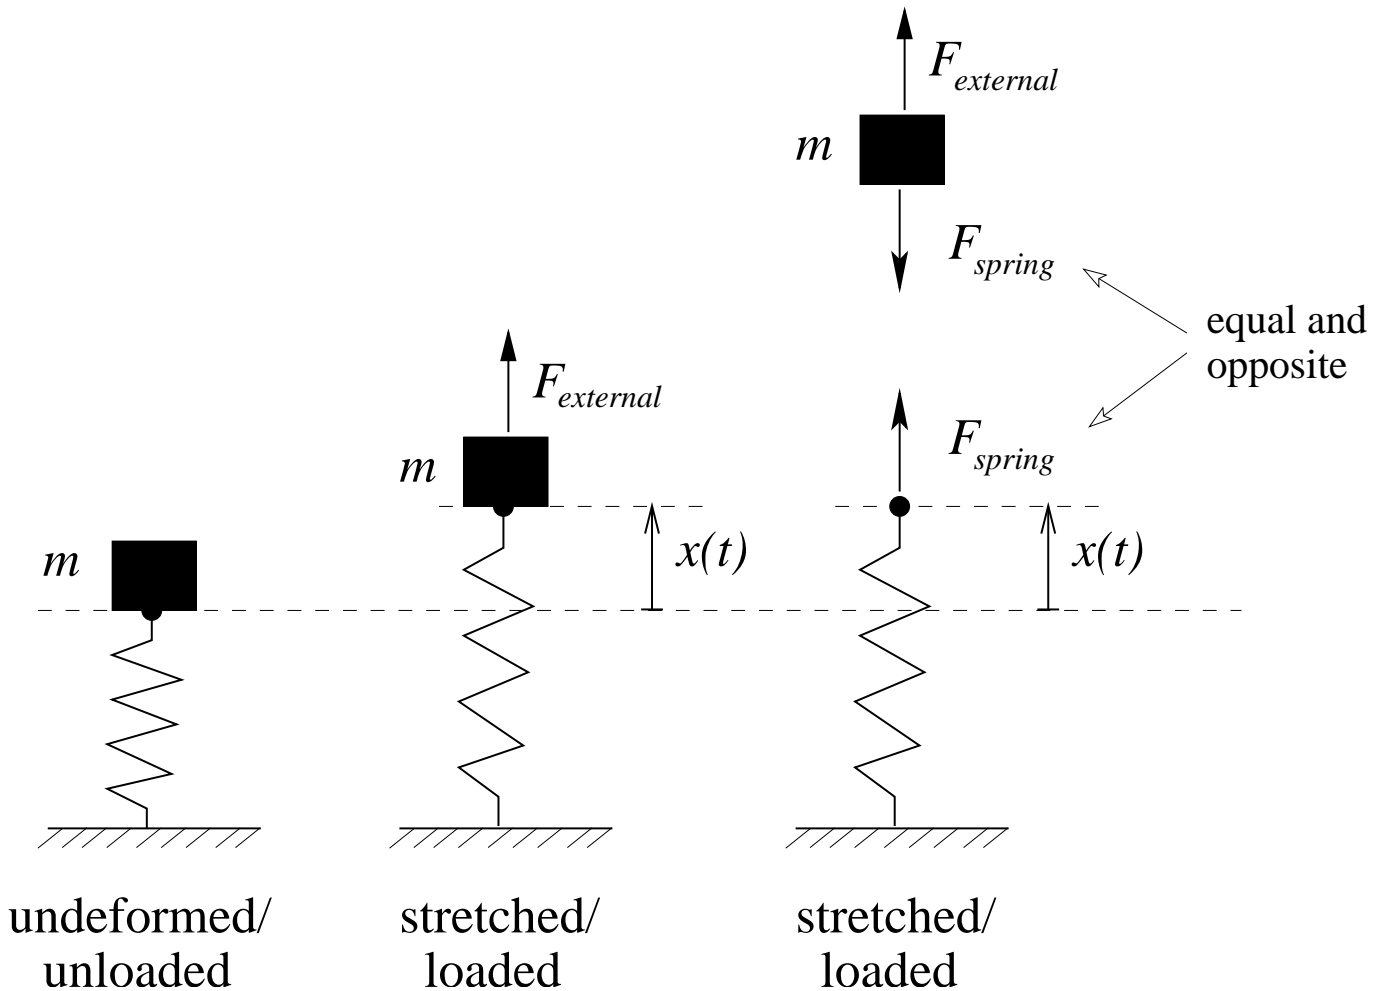 F_external
m
F_spring
equal and
opposite
F_external
F_spring
m
m
x(t)
x(t)
undeformed/
unloaded
stretched/
loaded
stretched/
loaded